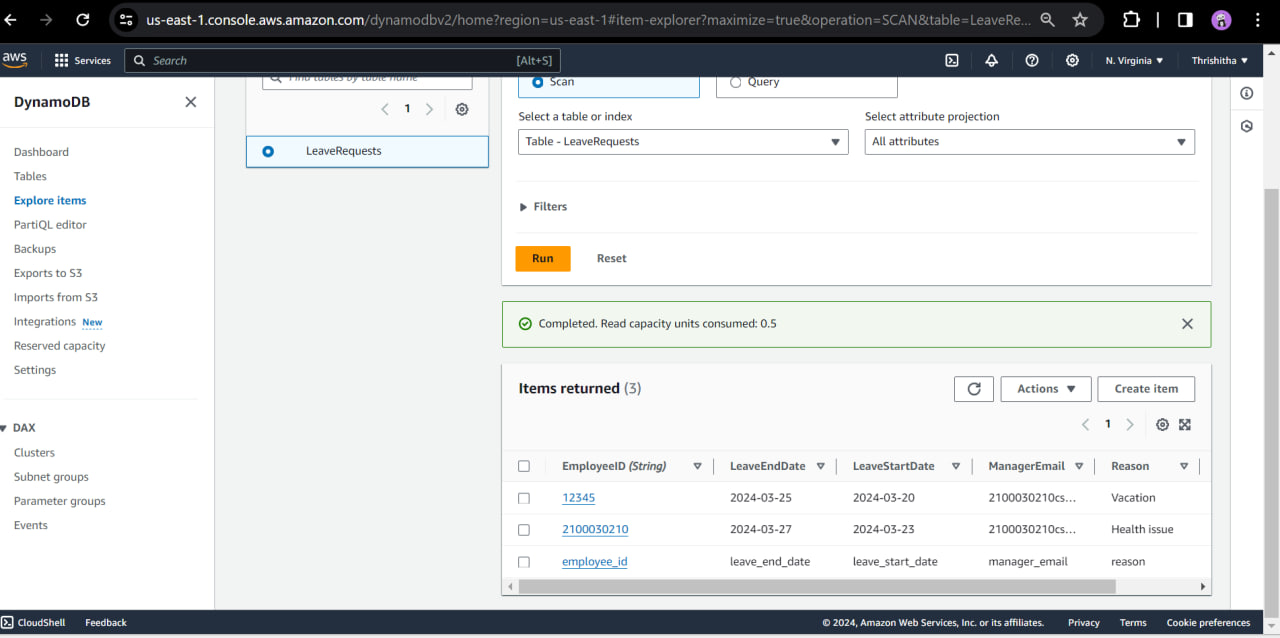 us-east-1.console.aws.amazon.com/dynamodbv2/home?region=us-east-1#item-explorer?maximize=true&operation=SCAN&table=LeaveRe...
aws Services Search [Alt+S] N. Virginia Thrishitha
DynamoDB
Dashboard
Tables
Explore items
PartiQL editor
Backups
Exports to S3
Imports from S3
Integrations New
Reserved capacity
Settings
DAX
Clusters
Subnet groups
Parameter groups
Events
Find tables by table name
1
LeaveRequests
Scan Query
Select a table or index Select attribute projection
Table - LeaveRequests All attributes
Filters
Run Reset
Completed. Read capacity units consumed: 0.5
Items returned (3) Actions Create item
1
EmployeeID (String) LeaveEndDate LeaveStartDate ManagerEmail Reason
12345 2024-03-25 2024-03-20 2100030210cs... Vacation
2100030210 2024-03-27 2024-03-23 2100030210cs... Health issue
employee_id leave_end_date leave_start_date manager_email reason
CloudShell Feedback © 2024, Amazon Web Services, Inc. or its affiliates. Privacy Terms Cookie preferences